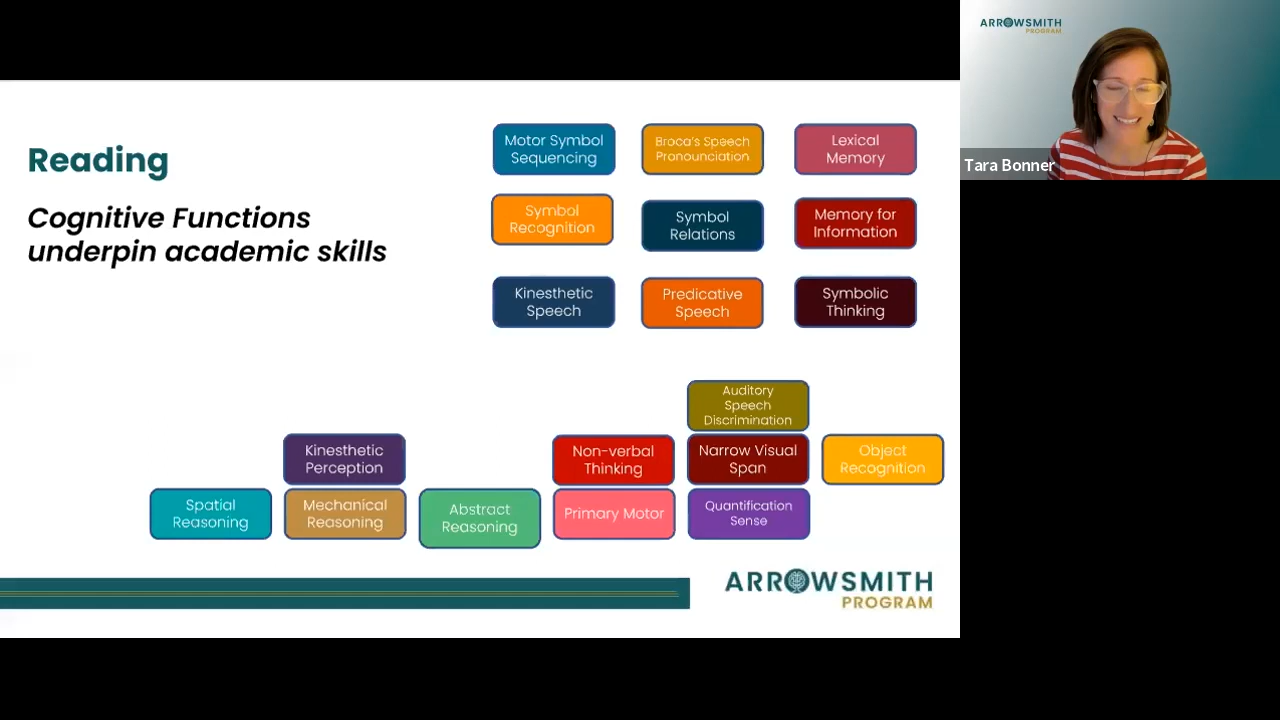 Reading
Cognitive Functions
underpin academic skills
Motor Symbol
Sequencing
Broca's Speech
Pronounciation
Lexical
Memory
Symbol
Recognition
Symbol
Relations
Memory for
Information
Kinesthetic
Speech
Predicative
Speech
Symbolic
Thinking
Auditory
Speech
Discrimination
Kinesthetic
Perception
Non-verbal
Thinking
Narrow Visual
Span
Object
Recognition
Spatial
Reasoning
Mechanical
Reasoning
Abstract
Reasoning
Primary Motor
Quantification
Sense
ARROWSMITH
PROGRAM
ARROWSMITH
PROGRAM
Tara Bonner